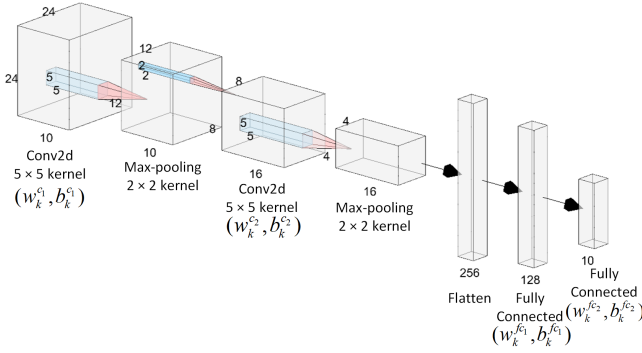 24
24
5
5
12
10
Conv2d
5 × 5 kernel
(w_k^{c_1}, b_k^{c_1})
12
2
2
12
10
Max-pooling
2 × 2 kernel
8
8
5
5
16
Conv2d
5 × 5 kernel
(w_k^{c_2}, b_k^{c_2})
4
4
16
Max-pooling
2 × 2 kernel
256
Flatten
128
Fully
Connected
(w_k^{fc_1}, b_k^{fc_1})
10
Fully
Connected
(w_k^{fc_2}, b_k^{fc_2})